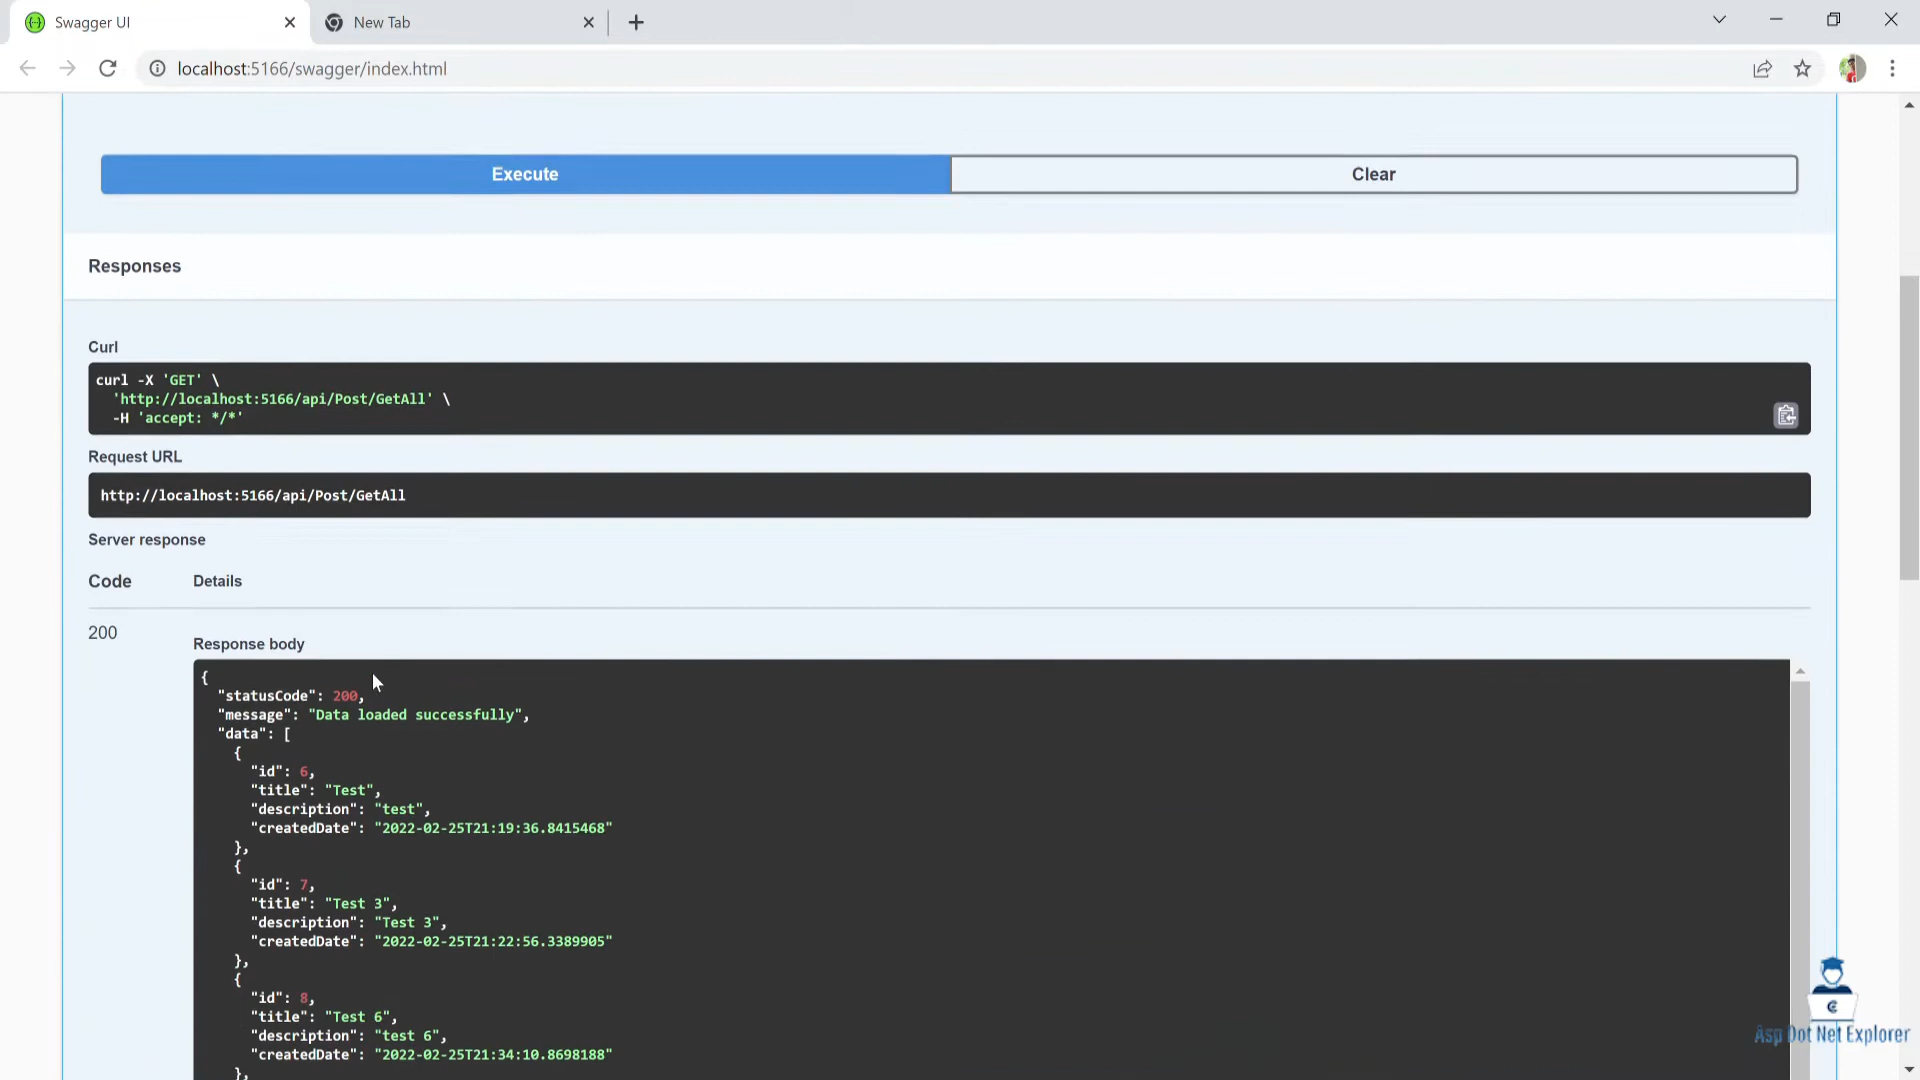 Swagger UI
New Tab
localhost:5166/swagger/index.html
Execute
Clear
Responses
Curl
curl -X 'GET' \
'http://localhost:5166/api/Post/GetAll' \
-H 'accept: */*'
Request URL
http://localhost:5166/api/Post/GetAll
Server response
Code Details
200
Response body
{
"statusCode": 200,
"message": "Data loaded successfully",
"data": [
{
"id": 6,
"title": "Test",
"description": "test",
"createdDate": "2022-02-25T21:19:36.8415468"
},
{
"id": 7,
"title": "Test 3",
"description": "Test 3",
"createdDate": "2022-02-25T21:22:56.3389905"
},
{
"id": 8,
"title": "Test 6",
"description": "test 6",
"createdDate": "2022-02-25T21:34:10.8698188"
},
Asp Dot Net Explorer